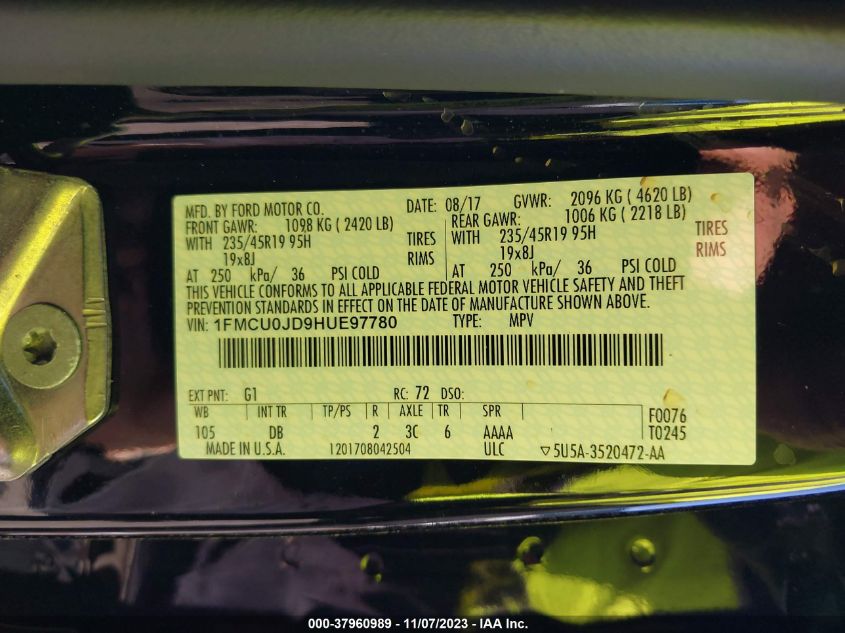 MFD. BY FORD MOTOR CO. DATE: 08/17 GVWR: 2096 KG ( 4620 LB)
FRONT GAWR: 1098 KG ( 2420 LB) REAR GAWR: 1006 KG ( 2218 LB)
WITH 235/45R19 95H TIRES WITH 235/45R19 95H TIRES
19x8J RIMS 19x8J RIMS
AT 250 kPa/ 36 PSI COLD AT 250 kPa/ 36 PSI COLD
THIS VEHICLE CONFORMS TO ALL APPLICABLE FEDERAL MOTOR VEHICLE SAFETY AND THEFT
PREVENTION STANDARDS IN EFFECT ON THE DATE OF MANUFACTURE SHOWN ABOVE.
VIN: 1FMCU0JD9HUE97780 TYPE: MPV
EXT PNT: G1 RC: 72 DSO:
WB INT TR TP/PS R AXLE TR SPR F0076
105 DB 2 3C 6 AAAA T0245
MADE IN U.S.A. 1201708042504 ULC ▽5U5A-3520472-AA
000-37960989 - 11/07/2023 - IAA Inc.